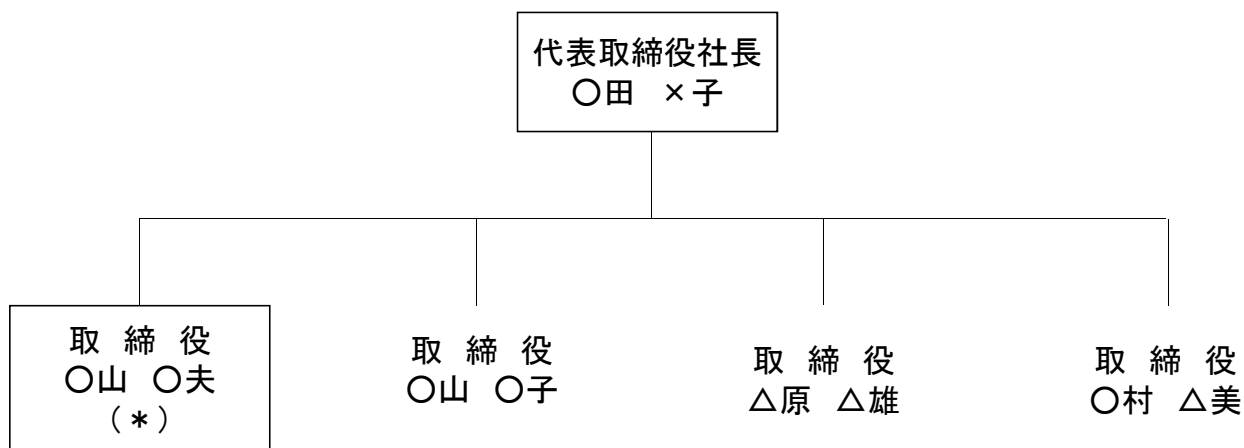 代表取締役社長
〇田 ×子
取 締 役
〇山 〇夫
(*)
取 締 役
〇山 〇子
取 締 役
△原 △雄
取 締 役
〇村 △美